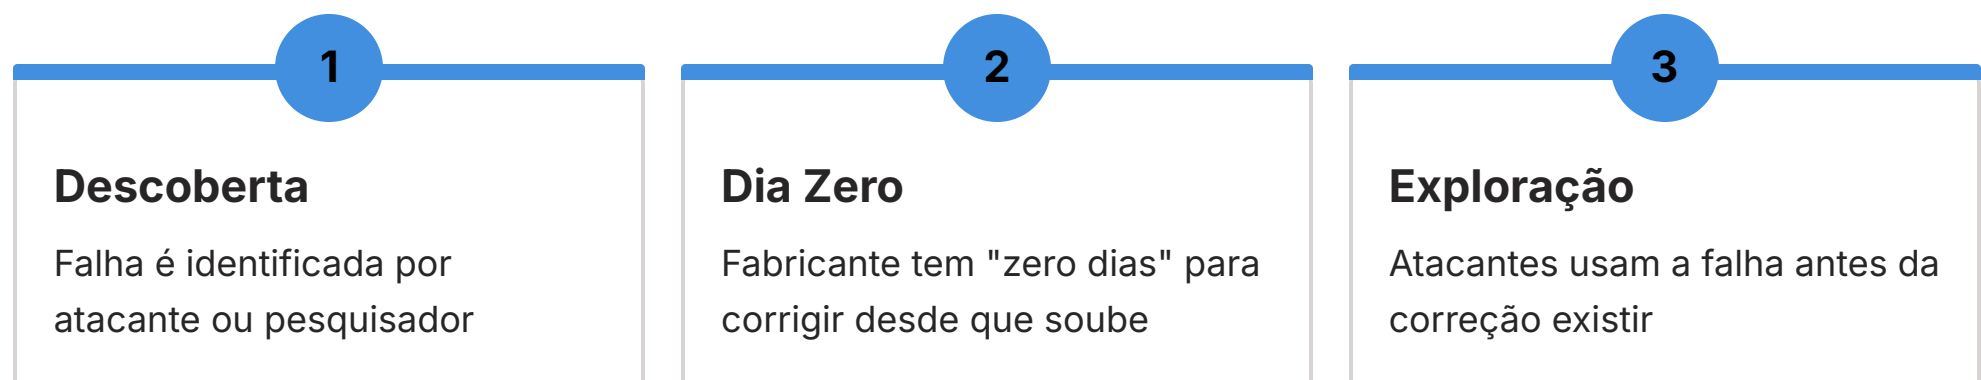 1
Descoberta
Falha é identificada por
atacante ou pesquisador
2
Dia Zero
Fabricante tem "zero dias" para
corrigir desde que soube
3
Exploração
Atacantes usam a falha antes da
correção existir